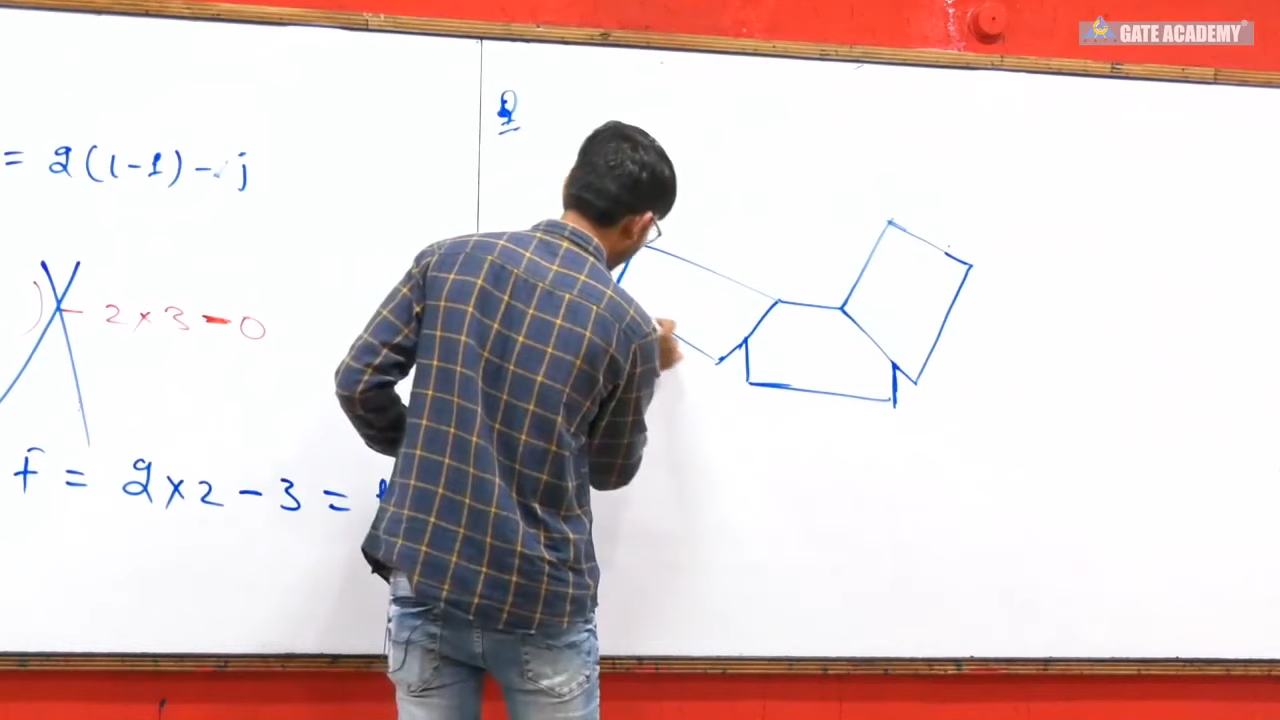 GATE ACADEMY
= 2(1-1) - j
Q
) - 2 x 3 - 0
F = 2 x 2 - 3 =